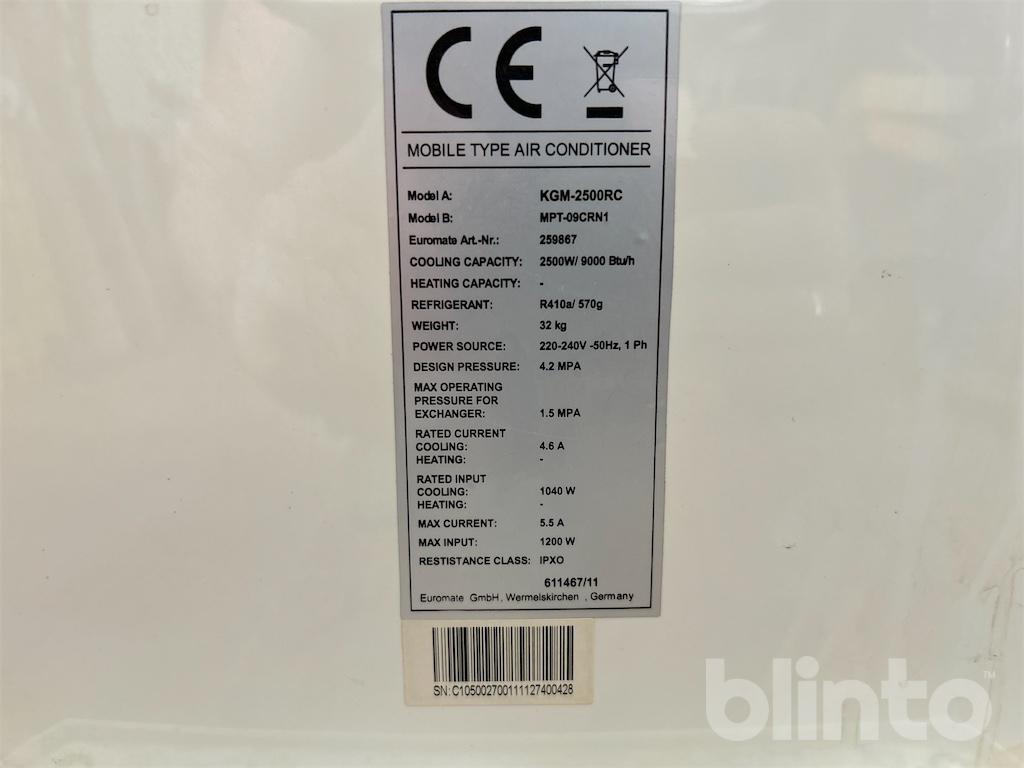 CE
MOBILE TYPE AIR CONDITIONER
Model A: KGM-2500RC
Model B: MPT-09CRN1
Euromate Art.-Nr.: 259867
COOLING CAPACITY: 2500W/ 9000 Btu/h
HEATING CAPACITY: -
REFRIGERANT: R410a/ 570g
WEIGHT: 32 kg
POWER SOURCE: 220-240V -50Hz, 1 Ph
DESIGN PRESSURE: 4.2 MPA
MAX OPERATING
PRESSURE FOR
EXCHANGER: 1.5 MPA
RATED CURRENT
COOLING: 4.6 A
HEATING: -
RATED INPUT
COOLING: 1040 W
HEATING: -
MAX CURRENT: 5.5 A
MAX INPUT: 1200 W
RESTISTANCE CLASS: IPXO
611467/11
Euromate GmbH, Wermelskirchen , Germany
SN: C105002700111127400428
blinto™